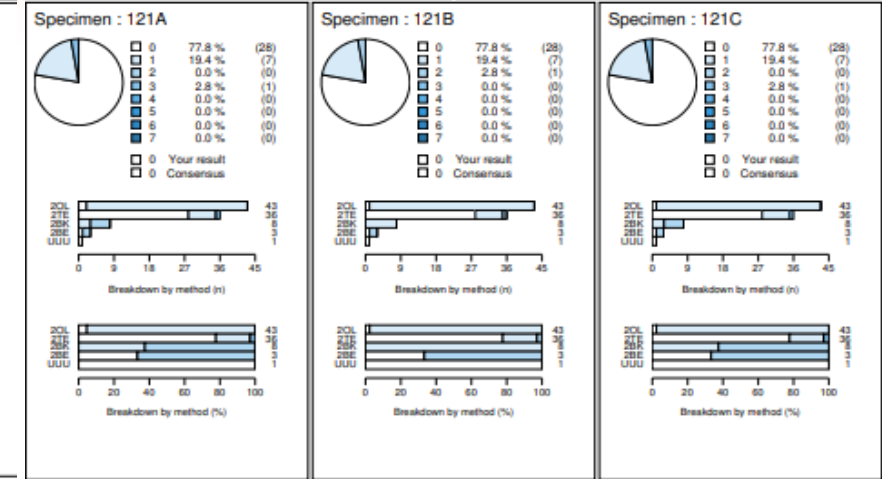 Specimen : 121A
0 77.8 % (28)
1 19.4 % (7)
2 0.0 % (0)
3 2.8 % (1)
4 0.0 % (0)
5 0.0 % (0)
6 0.0 % (0)
7 0.0 % (0)
0 Your result
0 Consensus
2OL 43
2TE 36
2BK 8
2BE 3
UUU 1
0 9 18 27 36 45
Breakdown by method (n)
2OL 43
2TE 36
2BK 8
2BE 3
UUU 1
0 20 40 60 80 100
Breakdown by method (%)
Specimen : 121B
0 77.8 % (28)
1 19.4 % (7)
2 2.8 % (1)
3 0.0 % (0)
4 0.0 % (0)
5 0.0 % (0)
6 0.0 % (0)
7 0.0 % (0)
0 Your result
0 Consensus
2OL 43
2TE 36
2BK 8
2BE 3
UUU 1
0 9 18 27 36 45
Breakdown by method (n)
2OL 43
2TE 36
2BK 8
2BE 3
UUU 1
0 20 40 60 80 100
Breakdown by method (%)
Specimen : 121C
0 77.8 % (28)
1 19.4 % (7)
2 0.0 % (0)
3 2.8 % (1)
4 0.0 % (0)
5 0.0 % (0)
6 0.0 % (0)
7 0.0 % (0)
0 Your result
0 Consensus
2OL 43
2TE 36
2BK 8
2BE 3
UUU 1
0 9 18 27 36 45
Breakdown by method (n)
2OL 43
2TE 36
2BK 8
2BE 3
UUU 1
0 20 40 60 80 100
Breakdown by method (%)